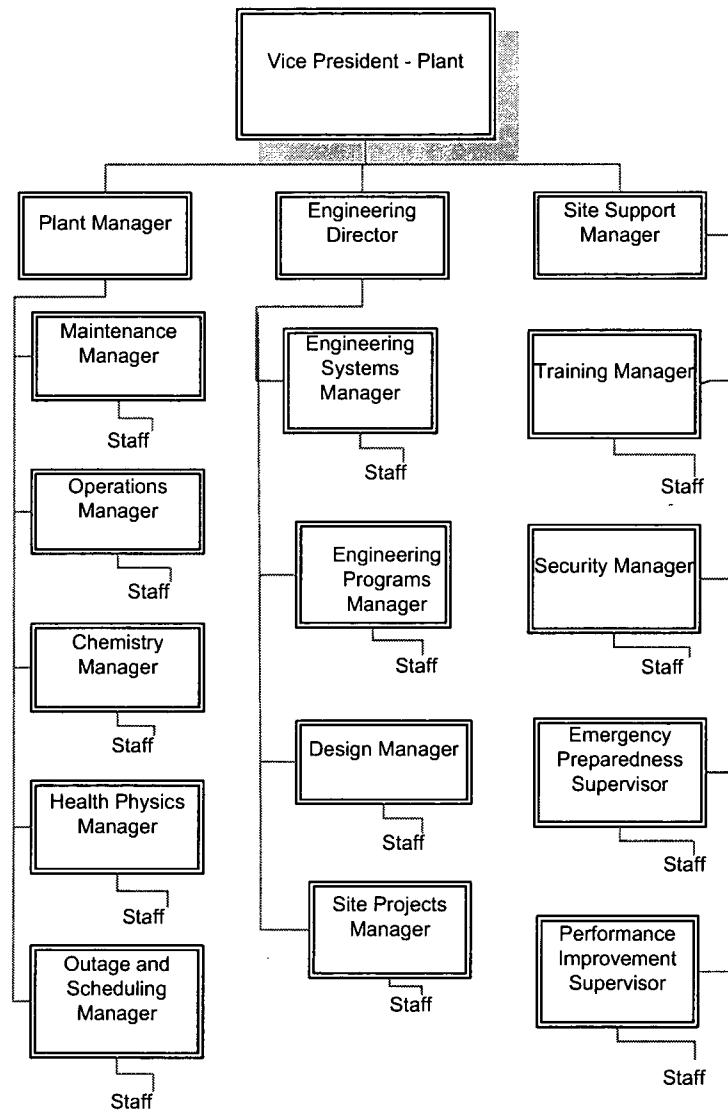 Vice President - Plant
Plant Manager
Engineering
Director
Site Support
Manager
Maintenance
Manager
Staff
Operations
Manager
Staff
Chemistry
Manager
Staff
Health Physics
Manager
Staff
Outage and
Scheduling
Manager
Staff
Engineering
Systems
Manager
Staff
Engineering
Programs
Manager
Staff
Design Manager
Staff
Site Projects
Manager
Staff
Training Manager
Staff
Security Manager
Staff
Emergency
Preparedness
Supervisor
Staff
Performance
Improvement
Supervisor
Staff